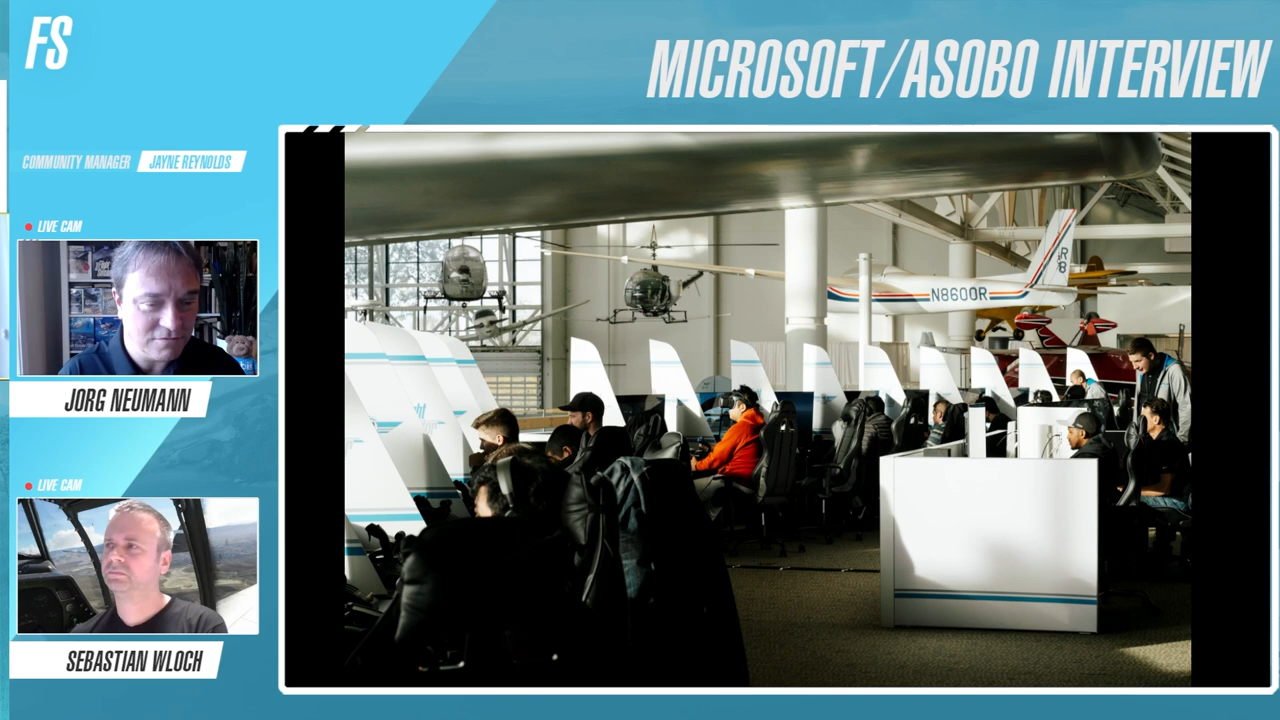 FS
MICROSOFT/ASOBO INTERVIEW
COMMUNITY MANAGER JAYNE REYNOLDS
LIVE CAM
JORG NEUMANN
LIVE CAM
SEBASTIAN WLOCH
N8600R